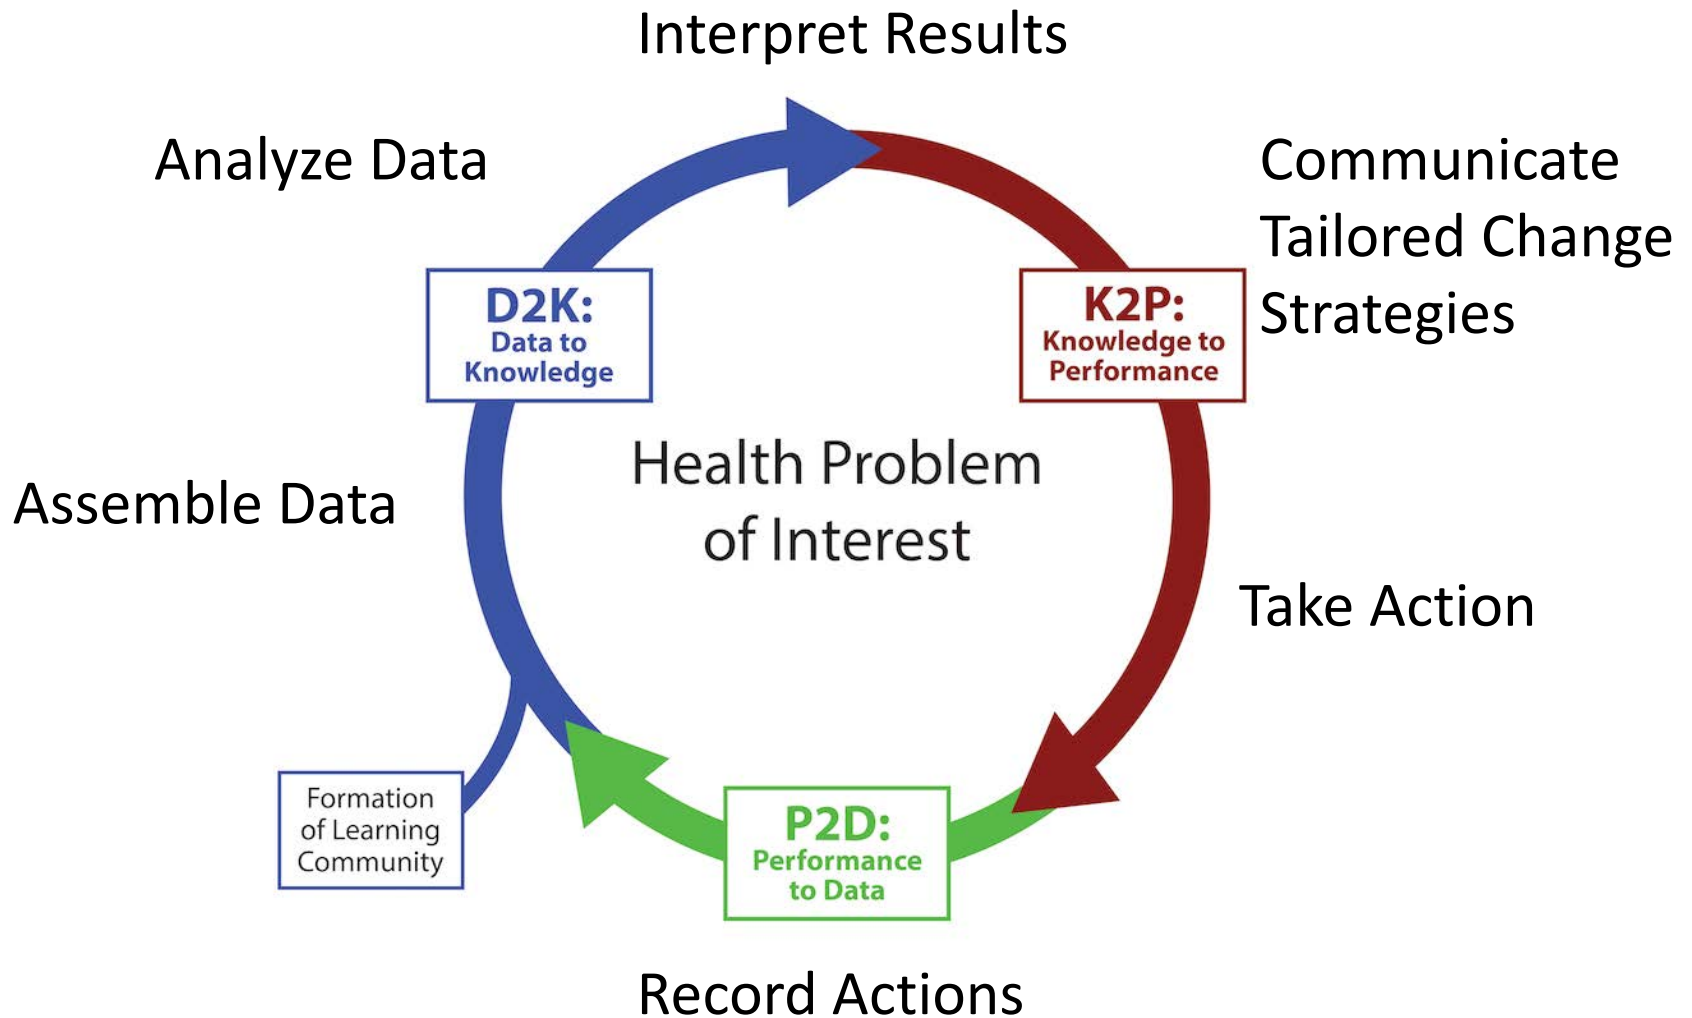 Interpret Results
Analyze Data
Communicate
Tailored Change
Strategies
D2K:
Data to
Knowledge
K2P:
Knowledge to
Performance
Health Problem
of Interest
Assemble Data
Take Action
Formation
of Learning
Community
P2D:
Performance
to Data
Record Actions